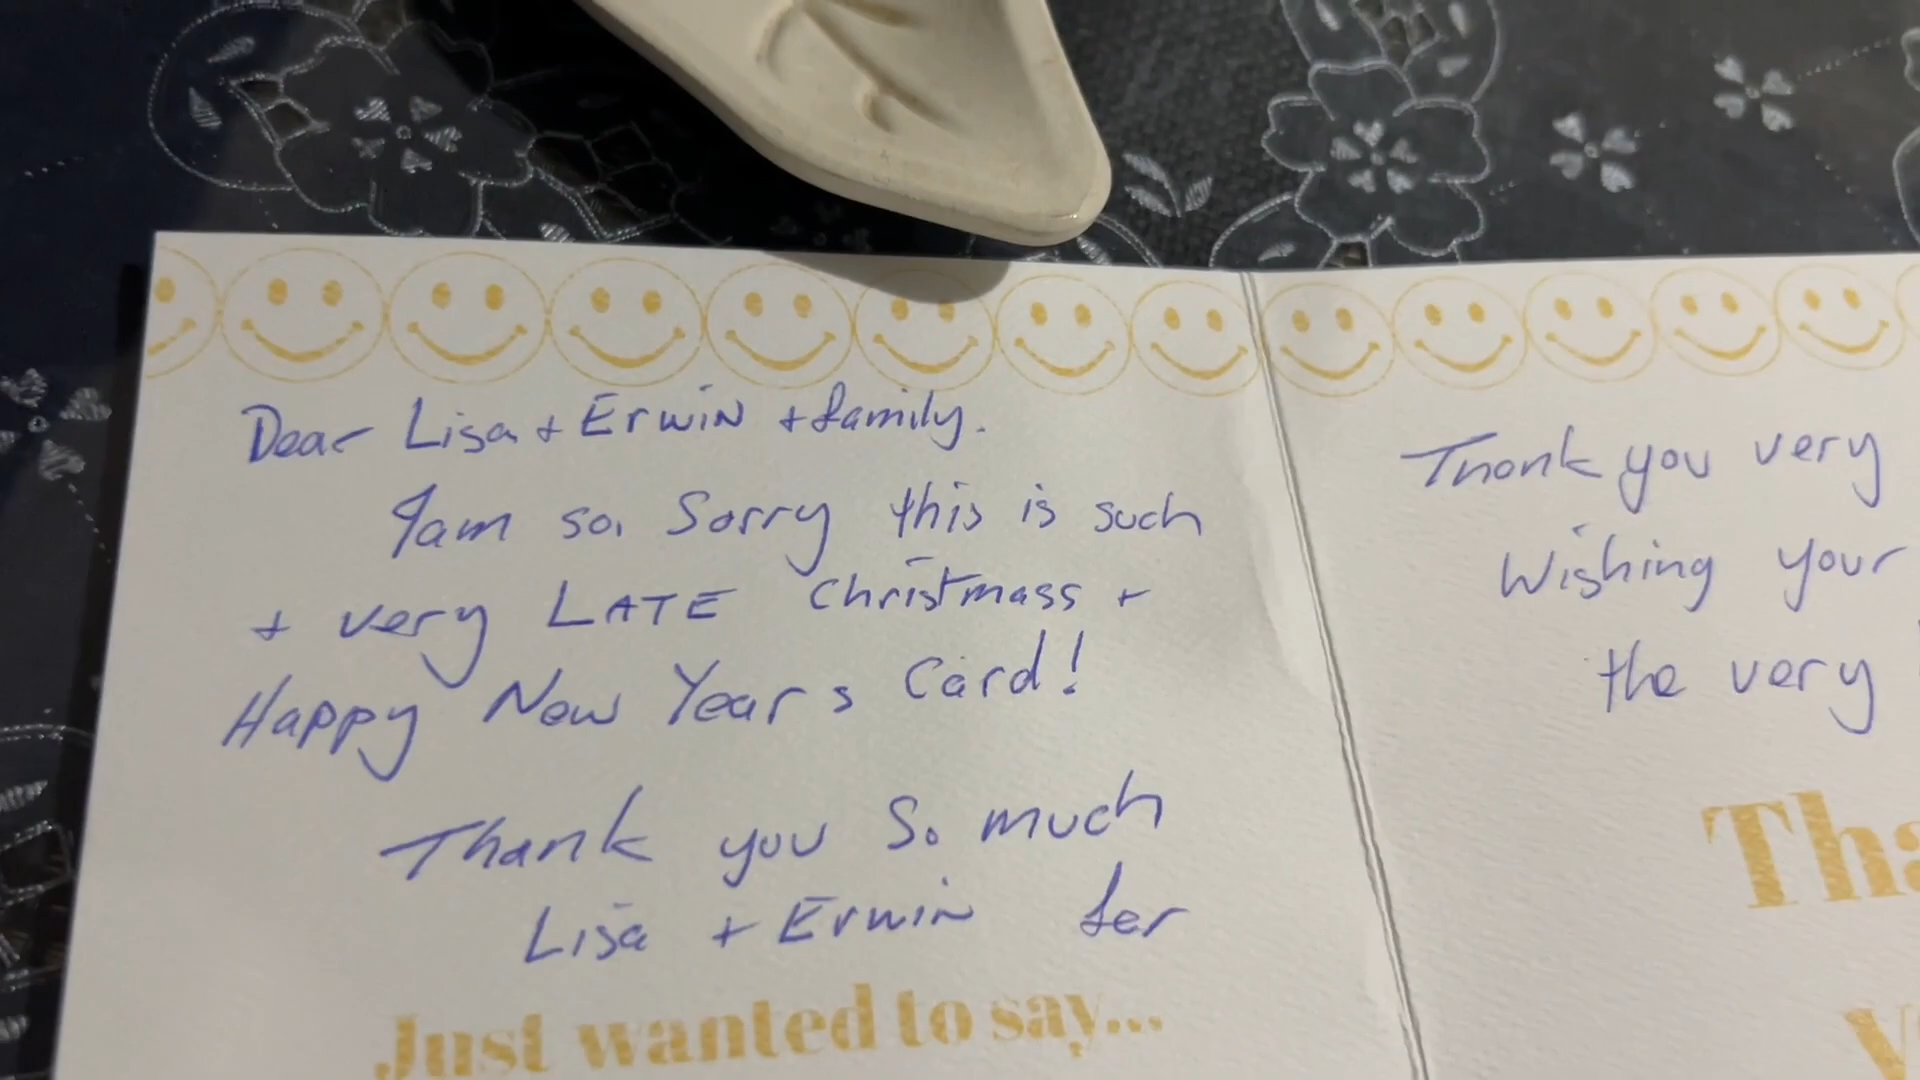 Dear Lisa + Erwin + family.
I am so. Sorry this is such
+ very LATE Christmass +
Happy New Years Card!
Thank you So much
Lisa + Erwin for
Just wanted to say...
Thank you very
Wishing your
the very
Tha